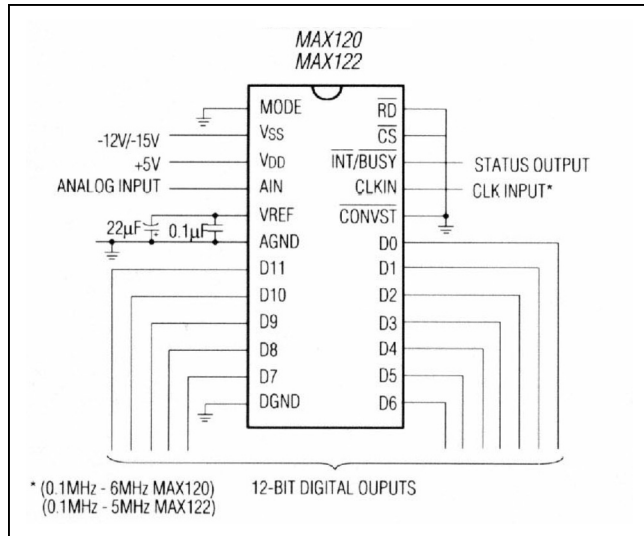 MAX120
MAX122
MODE
VSS
VDD
AIN
VREF
AGND
D11
D10
D9
D8
D7
DGND
RD
CS
INT/BUSY
CLKIN
CONVST
D0
D1
D2
D3
D4
D5
D6
-12V/-15V
+5V
ANALOG INPUT
22µF
+
0.1µF
STATUS OUTPUT
CLK INPUT*
* (0.1MHz - 6MHz MAX120)
(0.1MHz - 5MHz MAX122)
12-BIT DIGITAL OUPUTS